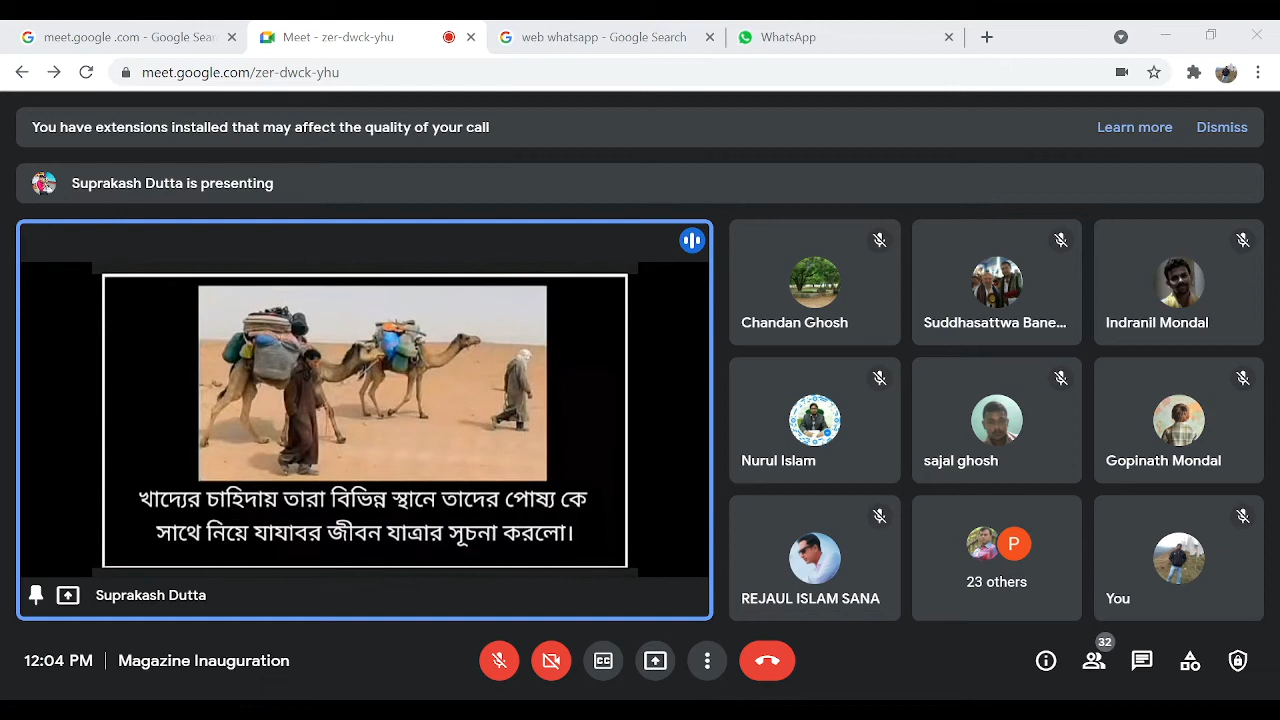 meet.google .com - Google Sear
Meet - zer-dwck-yhu
web whatsapp - Google Search
WhatsApp
meet.google.com/zer-dwck-yhu
You have extensions installed that may affect the quality of your call
Learn more
Dismiss
Suprakash Dutta is presenting
খাদ্যের চাহিদায় তারা বিভিন্ন স্থানে তাদের পোষ্য কে
সাথে নিয়ে যাযাবর জীবন যাত্রার সূচনা করলো।
Suprakash Dutta
Chandan Ghosh
Suddhasattwa Bane...
Indranil Mondal
Nurul Islam
sajal ghosh
Gopinath Mondal
REJAUL ISLAM SANA
P
23 others
You
12:04 PM
Magazine Inauguration
CC
32